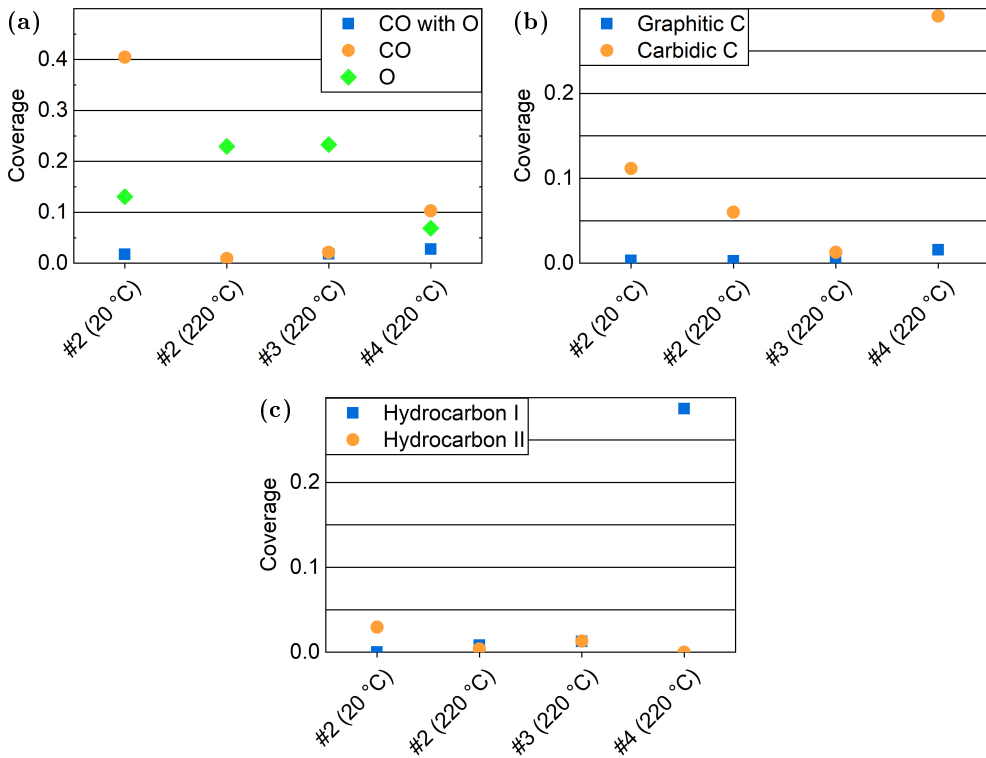 (a)
CO with O
CO
O
Coverage
0.4
0.3
0.2
0.1
0.0
#2 (20 °C)
#2 (220 °C)
#3 (220 °C)
#4 (220 °C)
(b)
Graphitic C
Carbidic C
Coverage
0.2
0.1
0.0
#2 (20 °C)
#2 (220 °C)
#3 (220 °C)
#4 (220 °C)
(c)
Hydrocarbon I
Hydrocarbon II
Coverage
0.2
0.1
0.0
#2 (20 °C)
#2 (220 °C)
#3 (220 °C)
#4 (220 °C)